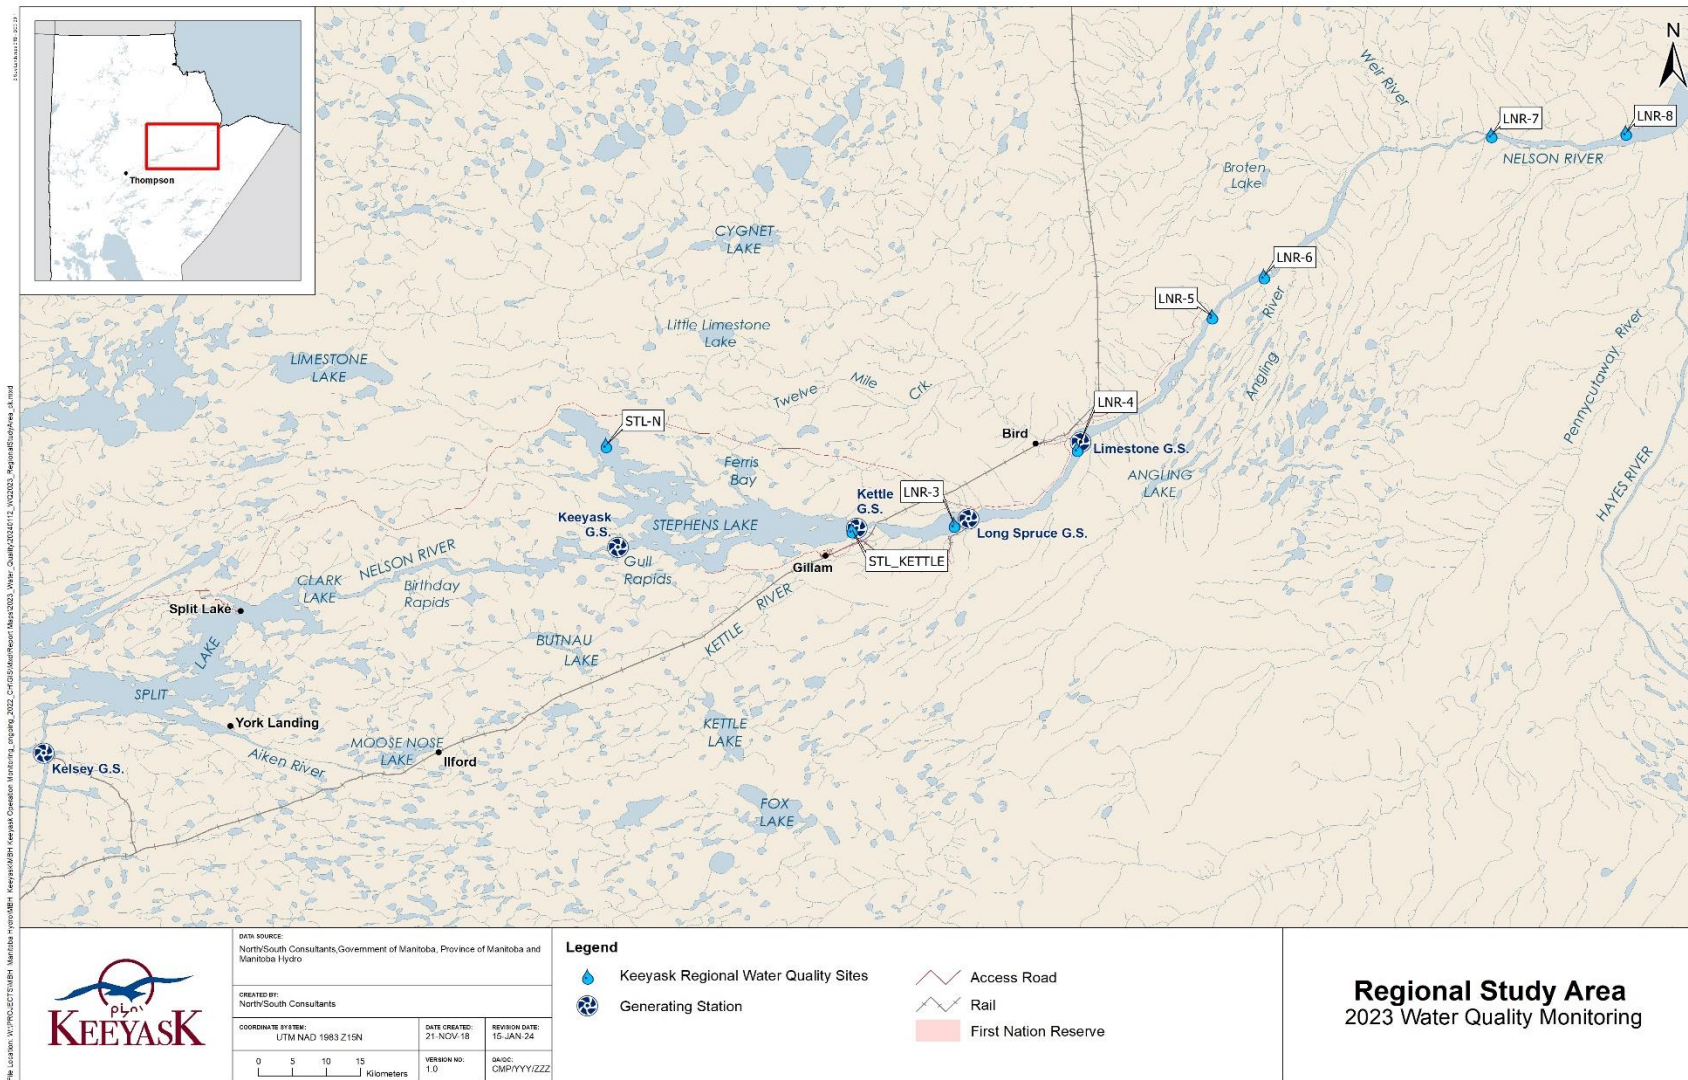 N
Thompson
Weir River
LNR-7
LNR-8
NELSON RIVER
Broten
Lake
CYGNET
LAKE
LNR-6
LNR-5
Angling River
Little Limestone
Lake
LIMESTONE
LAKE
Twelve Mile Crk.
Pennycutaway River
HAYES RIVER
STL-N
LNR-4
Bird
Limestone G.S.
Ferris
Bay
ANGLING
LAKE
LNR-3
Kettle
G.S.
Keeyask
G.S.
STEPHENS LAKE
Long Spruce G.S.
STL_KETTLE
Gillam
Gull
Rapids
NELSON RIVER
CLARK
LAKE
Birthday
Rapids
Split Lake
KETTLE RIVER
BUTNAU
LAKE
SPLIT LAKE
York Landing
KETTLE
LAKE
MOOSE NOSE
LAKE
Ilford
Aiken River
Kelsey G.S.
FOX
LAKE
KEEYASK
DATA SOURCE:
North/South Consultants,Government of Manitoba, Province of Manitoba and
Manitoba Hydro
CREATED BY:
North/South Consultants
COORDINATE SYSTEM:
UTM NAD 1983 Z15N
DATE CREATED:
21-NOV-18
REVISION DATE:
15-JAN-24
0 5 10 15
Kilometers
VERSION NO:
1.0
QA/QC:
CMP/YYY/ZZZ
Legend
Keeyask Regional Water Quality Sites
Generating Station
Access Road
Rail
First Nation Reserve
Regional Study Area
2023 Water Quality Monitoring